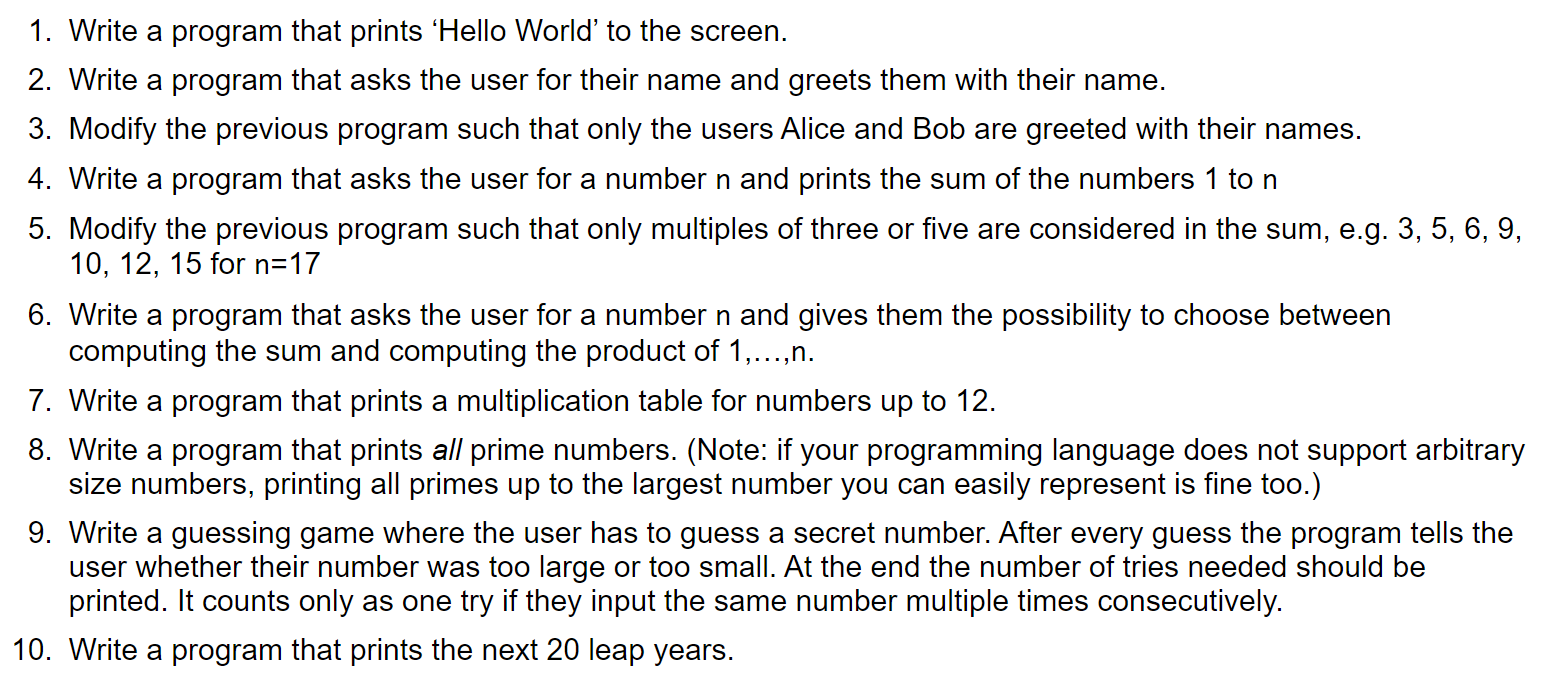 1. Write a program that prints ‘Hello World’ to the screen.
2. Write a program that asks the user for their name and greets them with their name.
3. Modify the previous program such that only the users Alice and Bob are greeted with their names.
4. Write a program that asks the user for a number n and prints the sum of the numbers 1 to n
5. Modify the previous program such that only multiples of three or five are considered in the sum, e.g. 3, 5, 6, 9,
10, 12, 15 for n=17
6. Write a program that asks the user for a number n and gives them the possibility to choose between
computing the sum and computing the product of 1,…,n.
7. Write a program that prints a multiplication table for numbers up to 12.
8. Write a program that prints all prime numbers. (Note: if your programming language does not support arbitrary
size numbers, printing all primes up to the largest number you can easily represent is fine too.)
9. Write a guessing game where the user has to guess a secret number. After every guess the program tells the
user whether their number was too large or too small. At the end the number of tries needed should be
printed. It counts only as one try if they input the same number multiple times consecutively.
10. Write a program that prints the next 20 leap years.